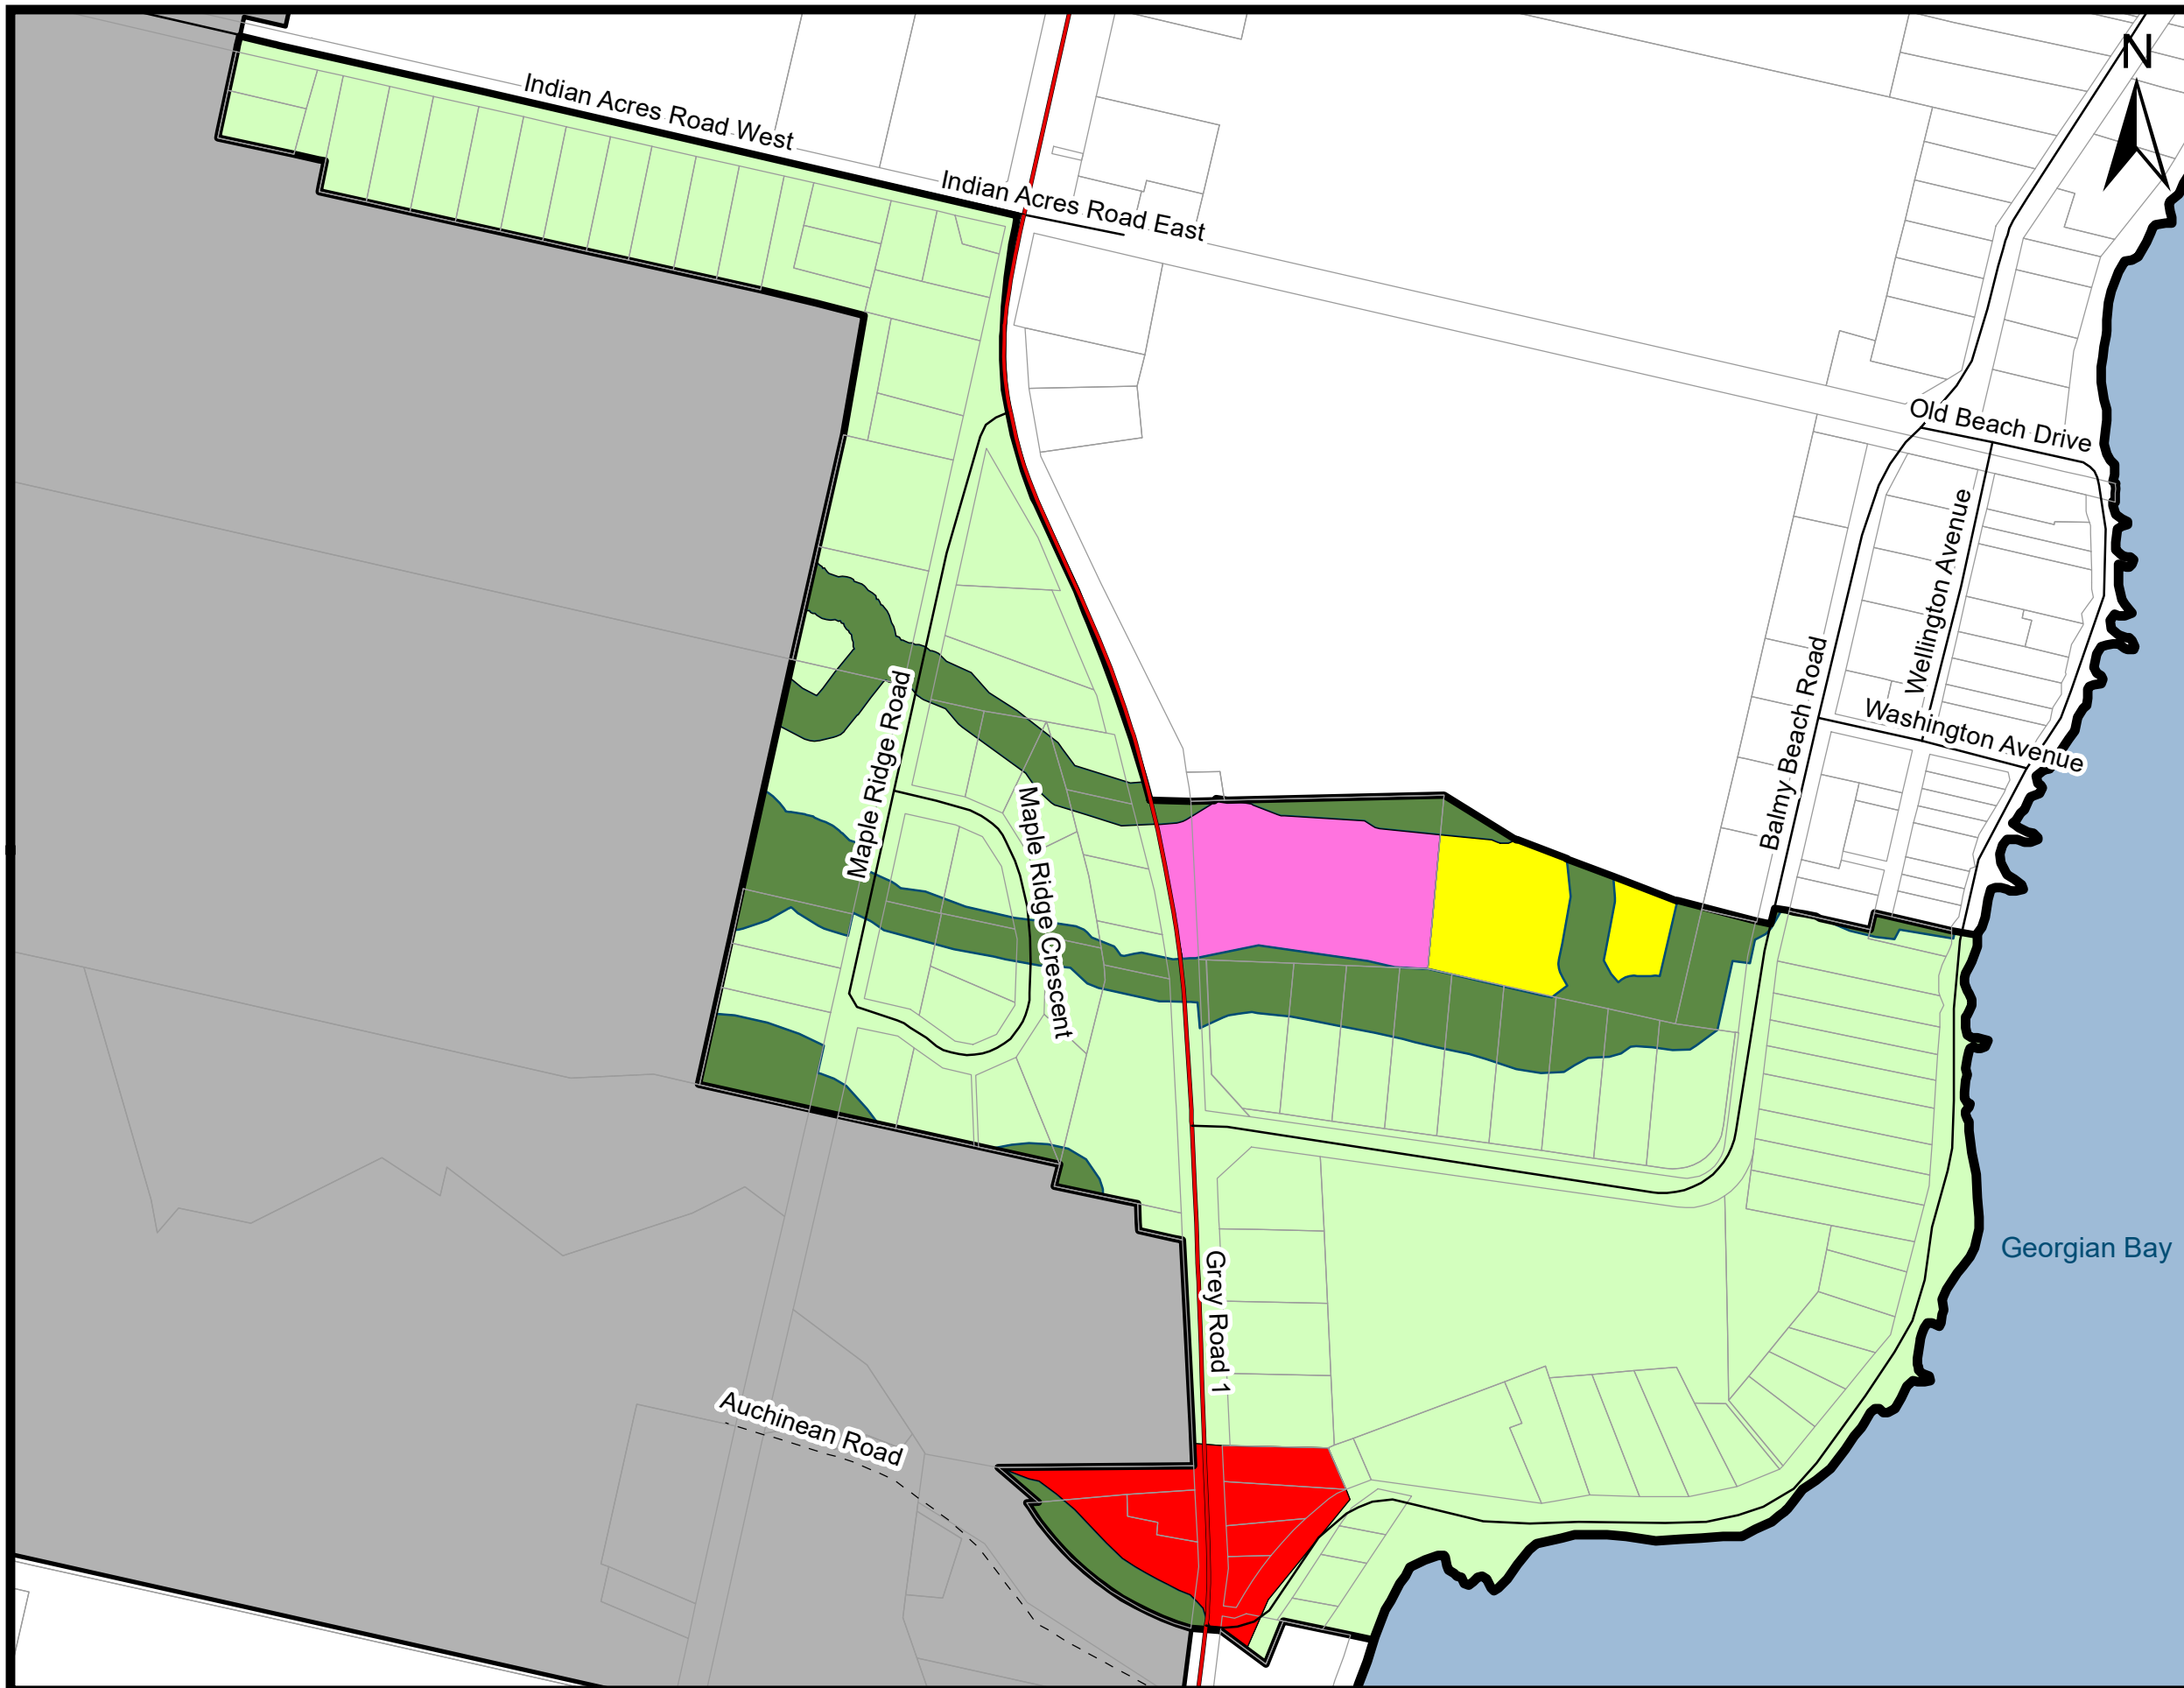 N
Indian Acres Road West
Indian Acres Road East
Old Beach Drive
Wellington Avenue
Balmy Beach Road
Washington Avenue
Maple Ridge Road
Maple Ridge Crescent
Georgian Bay
Grey Road 1
Auchinean Road